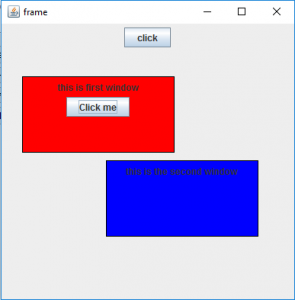 frame
click
this is first window
Click me
this is the second window